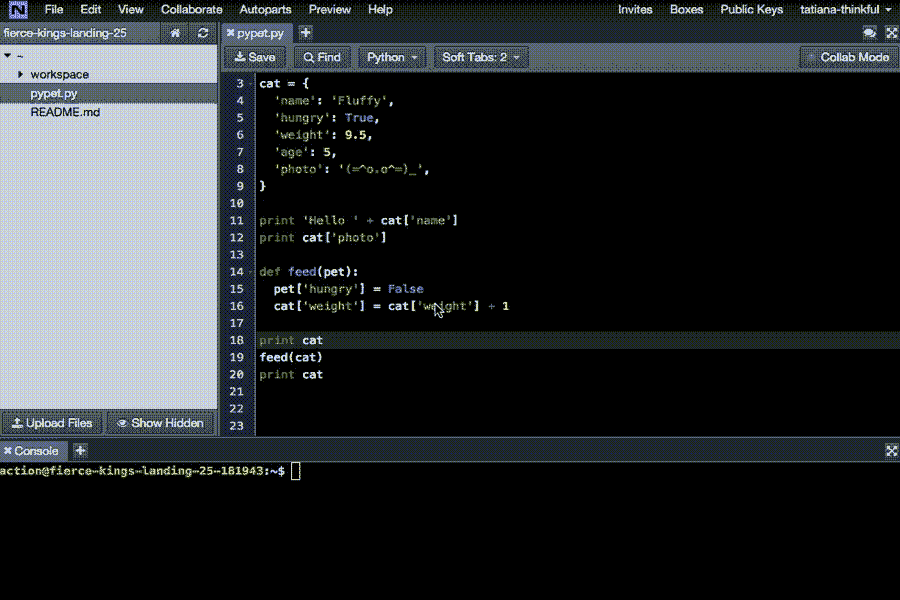 N File Edit View Collaborate Autoparts Preview Help Invites Boxes Public Keys tatiana-thinkful
fierce-kings-landing-25
pypet.py
Save Find Python Soft Tabs: 2 Collab Mode
~
workspace
pypet.py
README.md
3 cat = {
4 'name': 'Fluffy',
5 'hungry': True,
6 'weight': 9.5,
7 'age': 5,
8 'photo': '(=^o.o^=)_',
9 }
10
11 print 'Hello ' + cat['name']
12 print cat['photo']
13
14 def feed(pet):
15 pet['hungry'] = False
16 cat['weight'] = cat['weight'] + 1
17
18 print cat
19 feed(cat)
20 print cat
21
22
23
Upload Files Show Hidden
Console
action@fierce-kings-landing-25-181943:~$